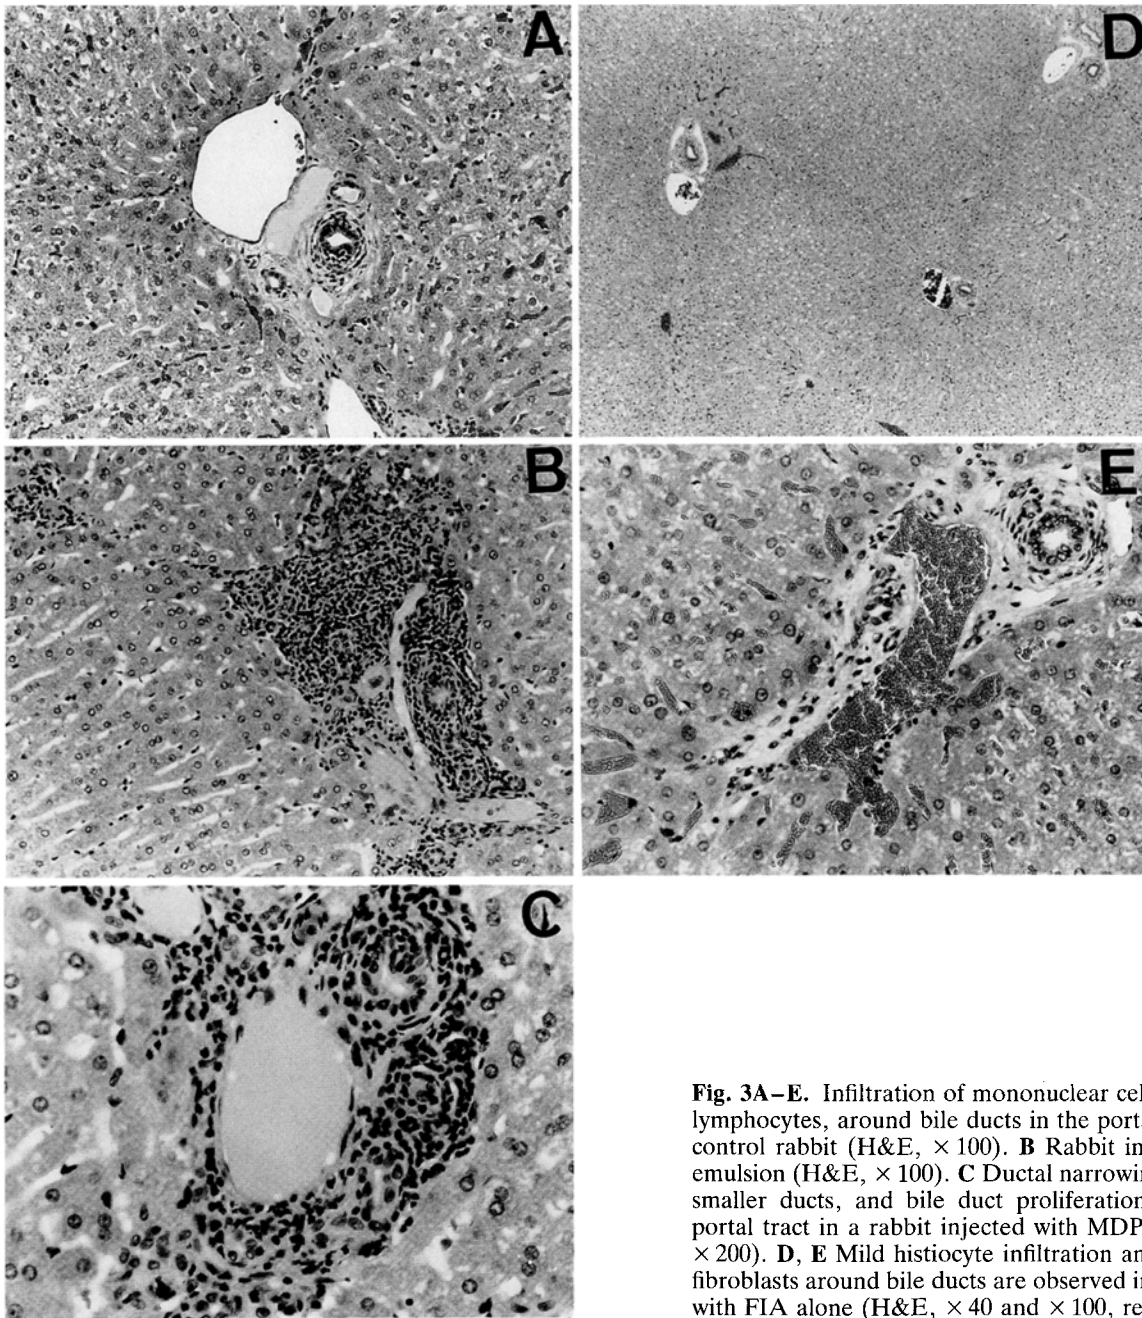 A
D
B
E
C
Fig. 3A–E. Infiltration of mononuclear cel
lymphocytes, around bile ducts in the port
control rabbit (H&E, × 100). B Rabbit in
emulsion (H&E, × 100). C Ductal narrowin
smaller ducts, and bile duct proliferation
portal tract in a rabbit injected with MDP
× 200). D, E Mild histiocyte infiltration an
fibroblasts around bile ducts are observed in
with FIA alone (H&E, × 40 and × 100, re